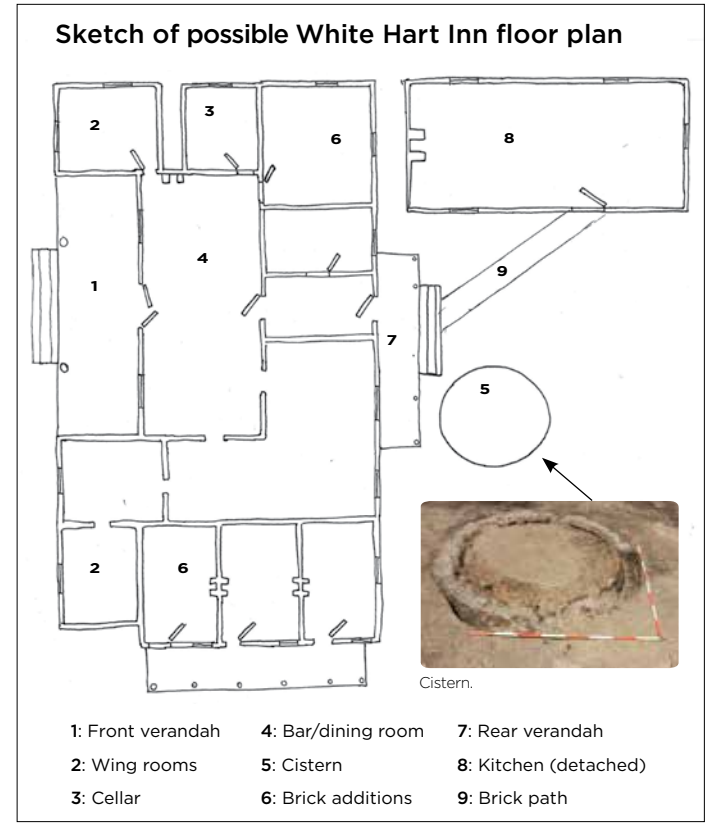 Sketch of possible White Hart Inn floor plan
2
3
6
8
1
4
9
7
5
2
6
Cistern.
1: Front verandah
4: Bar/dining room
7: Rear verandah
2: Wing rooms
5: Cistern
8: Kitchen (detached)
3: Cellar
6: Brick additions
9: Brick path